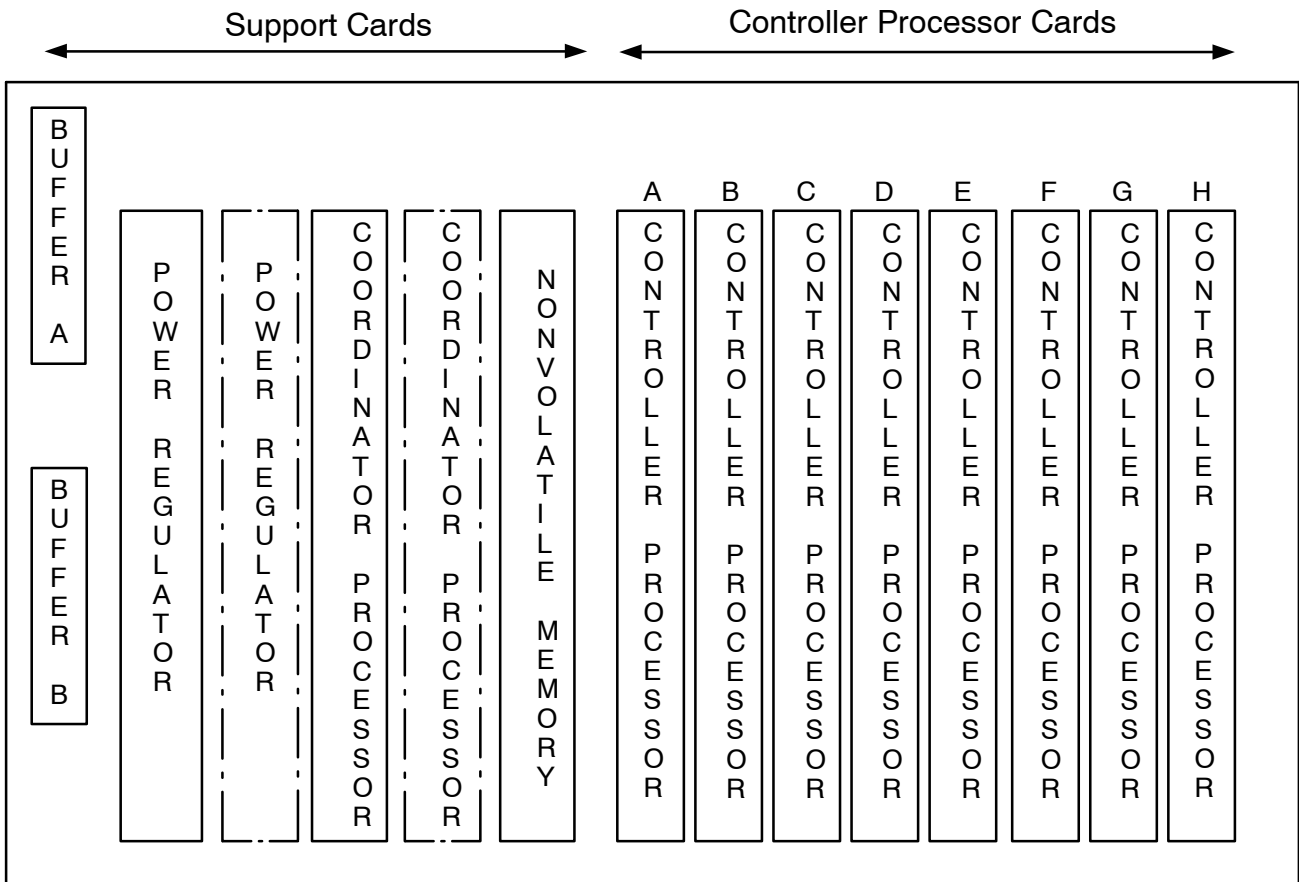 Support Cards
Controller Processor Cards
BUFFER A
BUFFER B
POWER REGULATOR
POWER REGULATOR
COORDINATOR PROCESSOR
COORDINATOR PROCESSOR
NONVOLATILE MEMORY
A
CONTROLLER PROCESSOR
B
CONTROLLER PROCESSOR
C
CONTROLLER PROCESSOR
D
CONTROLLER PROCESSOR
E
CONTROLLER PROCESSOR
F
CONTROLLER PROCESSOR
G
CONTROLLER PROCESSOR
H
CONTROLLER PROCESSOR